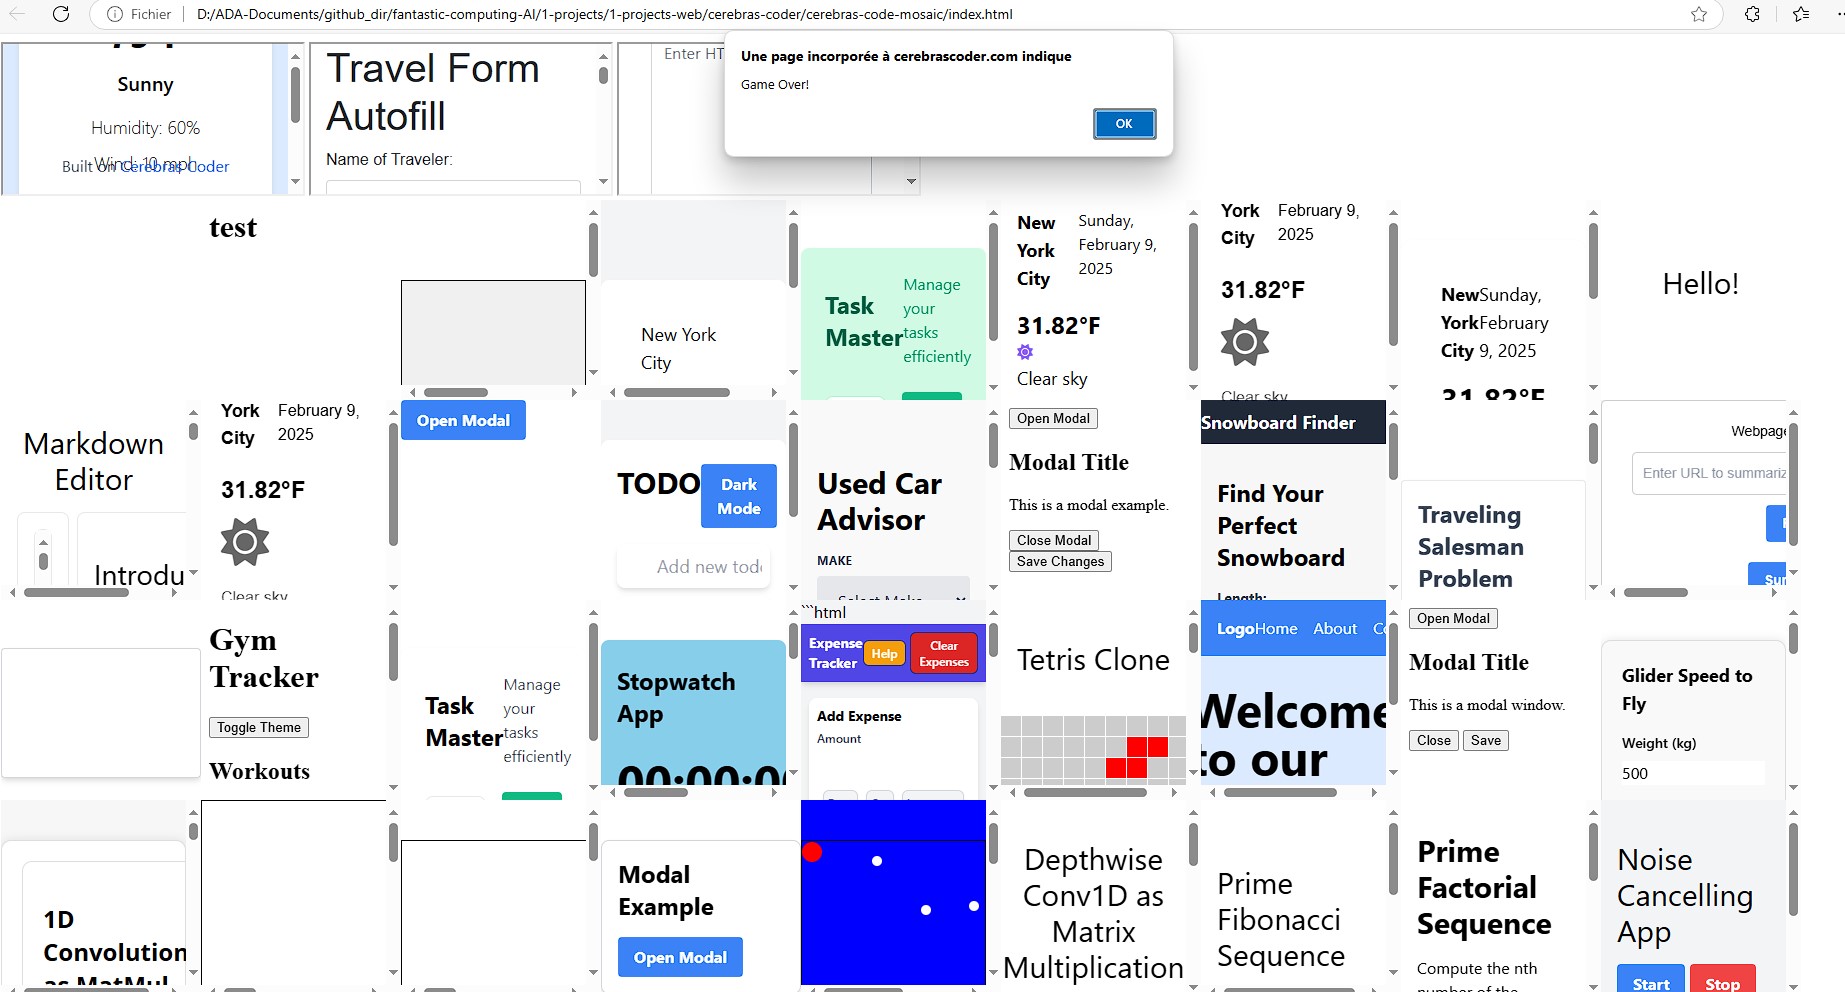 Fichier
D:/ADA-Documents/github_dir/fantastic-computing-AI/1-projects/1-projects-web/cerebras-coder/cerebras-code-mosaic/index.html
Une page incorporée à cerebrascoder.com indique
Game Over!
OK
Sunny
Humidity: 60%
Wind: 10 mph
Built on Cerebras Coder
Travel Form
Autofill
Name of Traveler:
Enter HT
test
New York
City
Task
Master
Manage
your
tasks
efficiently
New
York
City
Sunday,
February 9,
2025
31.82°F
Clear sky
York
City
February 9,
2025
31.82°F
Clear sky
NewSunday,
YorkFebruary
City 9, 2025
31.82°F
Hello!
Markdown
Editor
Introdu
York
City
February 9,
2025
31.82°F
Clear sky
Open Modal
TODO
Dark
Mode
Add new todo
Used Car
Advisor
MAKE
Select Make
Open Modal
Modal Title
This is a modal example.
Close Modal
Save Changes
Snowboard Finder
Find Your
Perfect
Snowboard
Length:
Traveling
Salesman
Problem
Webpage
Enter URL to summariz
Sum
Gym
Tracker
Toggle Theme
Workouts
Task
Master
Manage
your
tasks
efficiently
Stopwatch
App
00:00:00
```html
Expense
Tracker
Help
Clear
Expenses
Add Expense
Amount
Tetris Clone
LogoHome About Co
Welcome
to our
Open Modal
Modal Title
This is a modal window.
Close Save
Glider Speed to
Fly
Weight (kg)
500
1D
Convolution
as MatMul
Modal
Example
Open Modal
Depthwise
Conv1D as
Matrix
Multiplication
Prime
Fibonacci
Sequence
Prime
Factorial
Sequence
Compute the nth
number of the
Noise
Cancelling
App
Start Stop